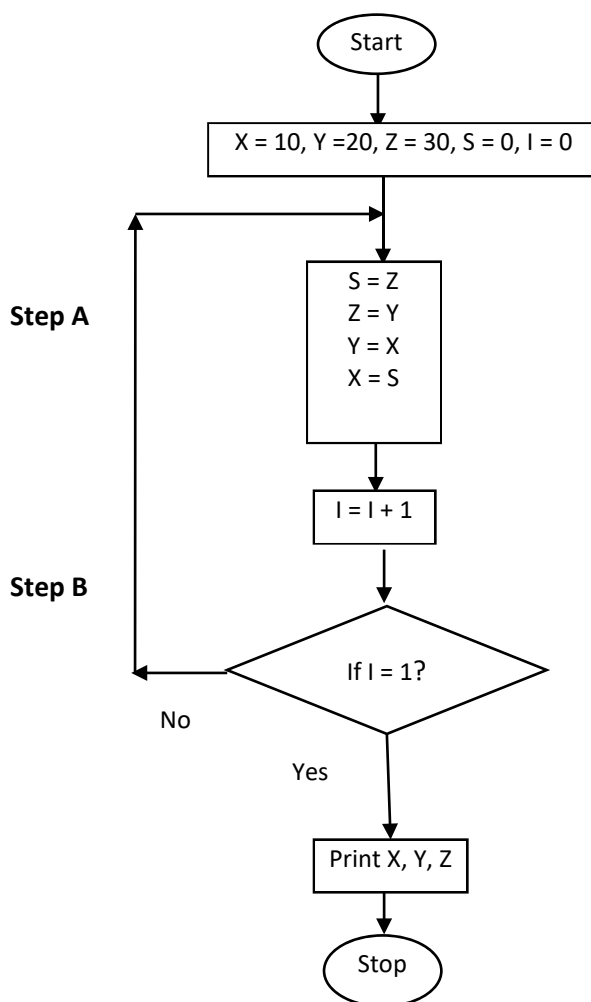 Start
X = 10, Y =20, Z = 30, S = 0, I = 0
Step A
S = Z
Z = Y
Y = X
X = S
I = I + 1
Step B
If I = 1?
No
Yes
Print X, Y, Z
Stop